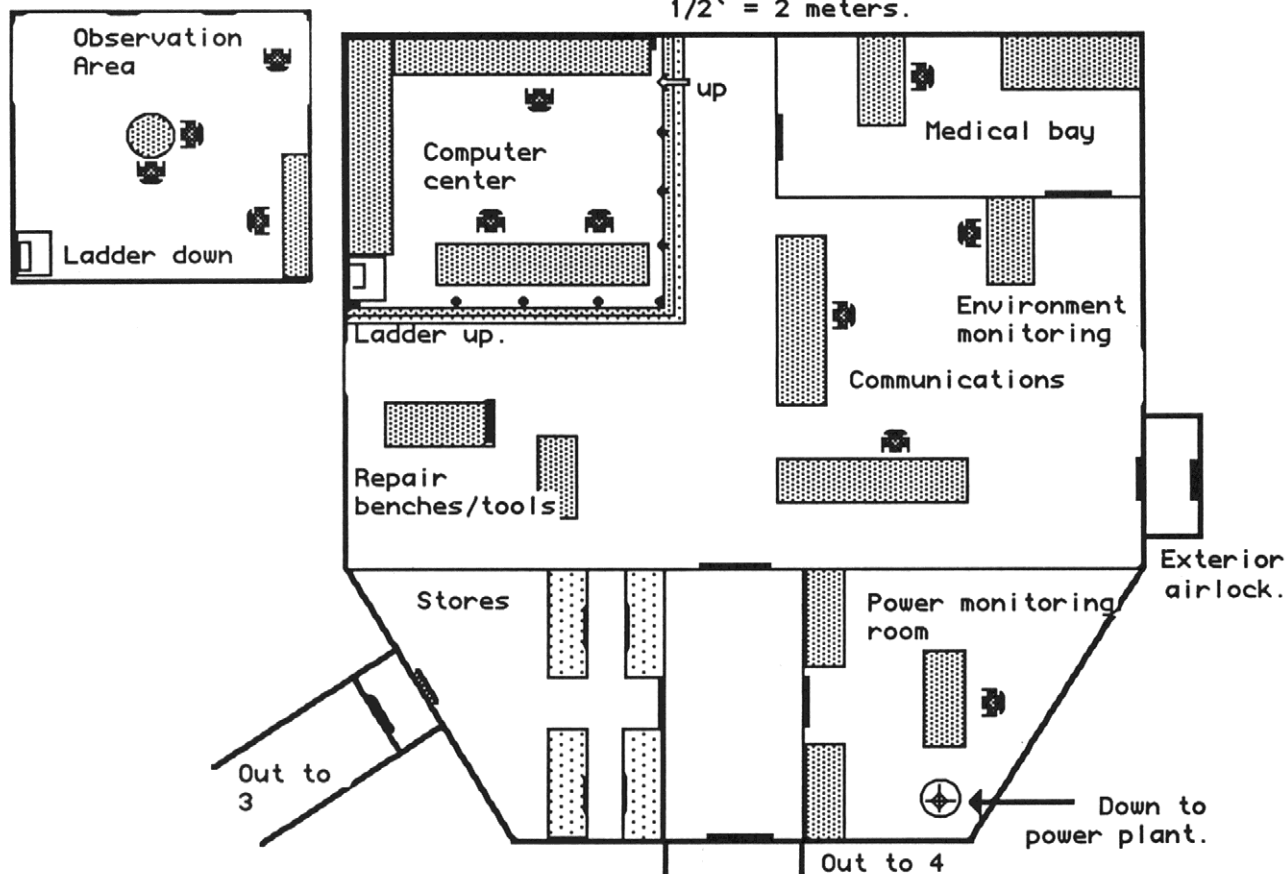 1/2` = 2 meters.
Observation
Area
Ladder down
up
Computer
center
Ladder up.
Medical bay
Environment
monitoring
Communications
Repair
benches/tools
Exterior
airlock.
Stores
Power monitoring
room
Out to
3
Down to
power plant.
Out to 4